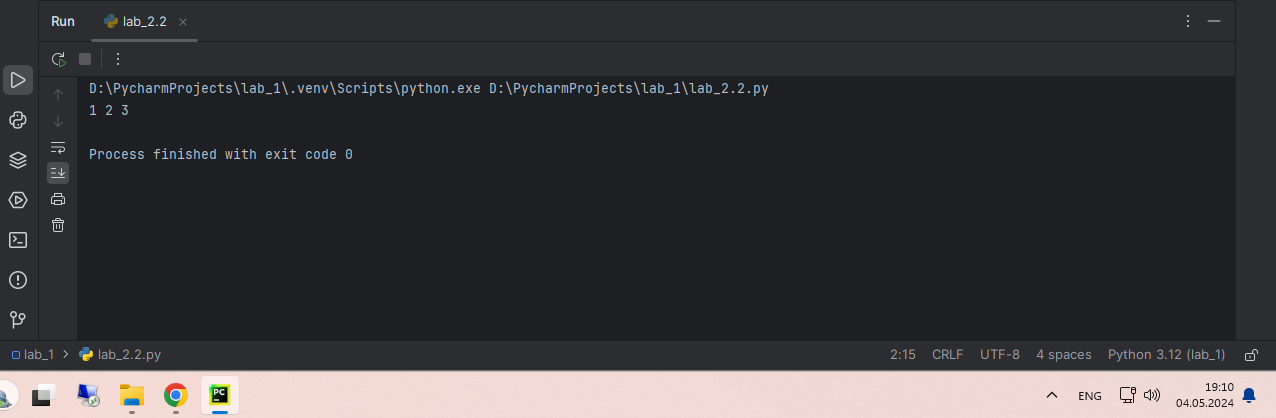 Run lab_2.2
D:\PycharmProjects\lab_1\.venv\Scripts\python.exe D:\PycharmProjects\lab_1\lab_2.2.py
1 2 3
Process finished with exit code 0
lab_1 > lab_2.2.py 2:15 CRLF UTF-8 4 spaces Python 3.12 (lab_1)
PC
ENG
19:10
04.05.2024